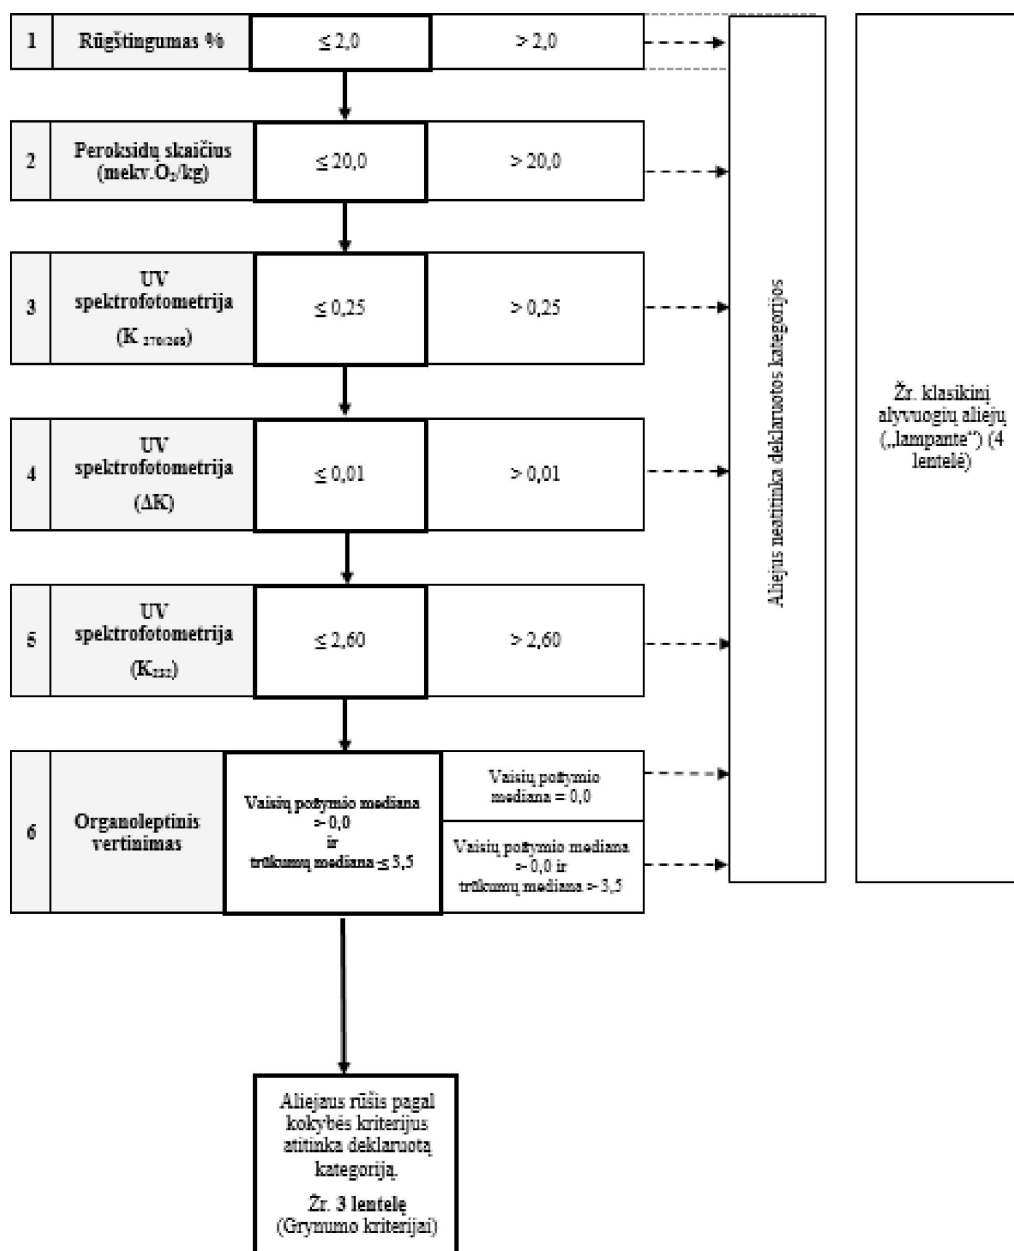 1 Rūgštingumas % ≤ 2,0 > 2,0
2 Peroksidų skaičius (mekv.O₂/kg) ≤ 20,0 > 20,0
3 UV spektrofotometrija (K 270/268) ≤ 0,25 > 0,25
4 UV spektrofotometrija (ΔK) ≤ 0,01 > 0,01
5 UV spektrofotometrija (K₂₃₂) ≤ 2,60 > 2,60
6 Organoleptinis vertinimas
Vaisių požymio mediana
> 0,0
ir
trūkumų mediana ≤ 3,5
Vaisių požymio
mediana = 0,0
Vaisių požymio mediana
> 0,0 ir
trūkumų mediana > 3,5
Aliejus neatitinka deklaruotos kategorijos
Žr. klasikinį
alyvuogių aliejų
(„lampante“) (4
lentelė)
Aliejaus rūšis pagal
kokybės kriterijus
atitinka deklaruotą
kategoriją.
Žr. 3 lentelę
(Grynumo kriterijai)